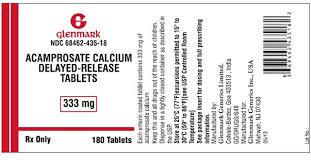 glenmark
NDC 68462-435-18
ACAMPROSATE CALCIUM
DELAYED-RELEASE
TABLETS
333 mg
Rx Only
180 Tablets
Each enteric coated tablet contains 333 mg of
acamprosate calcium
Keep this and all drugs out of the reach of children.
Dispense in a tightly closed container as described in
the USP.
Store at 25°C (77°F)(excursions permitted to 15° to
30°C (59° to 86°F)[see USP Controlled Room
Temperature]
See package insert for dosing and full prescribing
information.
Manufactured by:
Glenmark Generics Limited.
Colvale-Bardez, Goa 403513, India
Manufactured for:
Glenmark Generics Inc., USA
Mahwah, NJ 07430